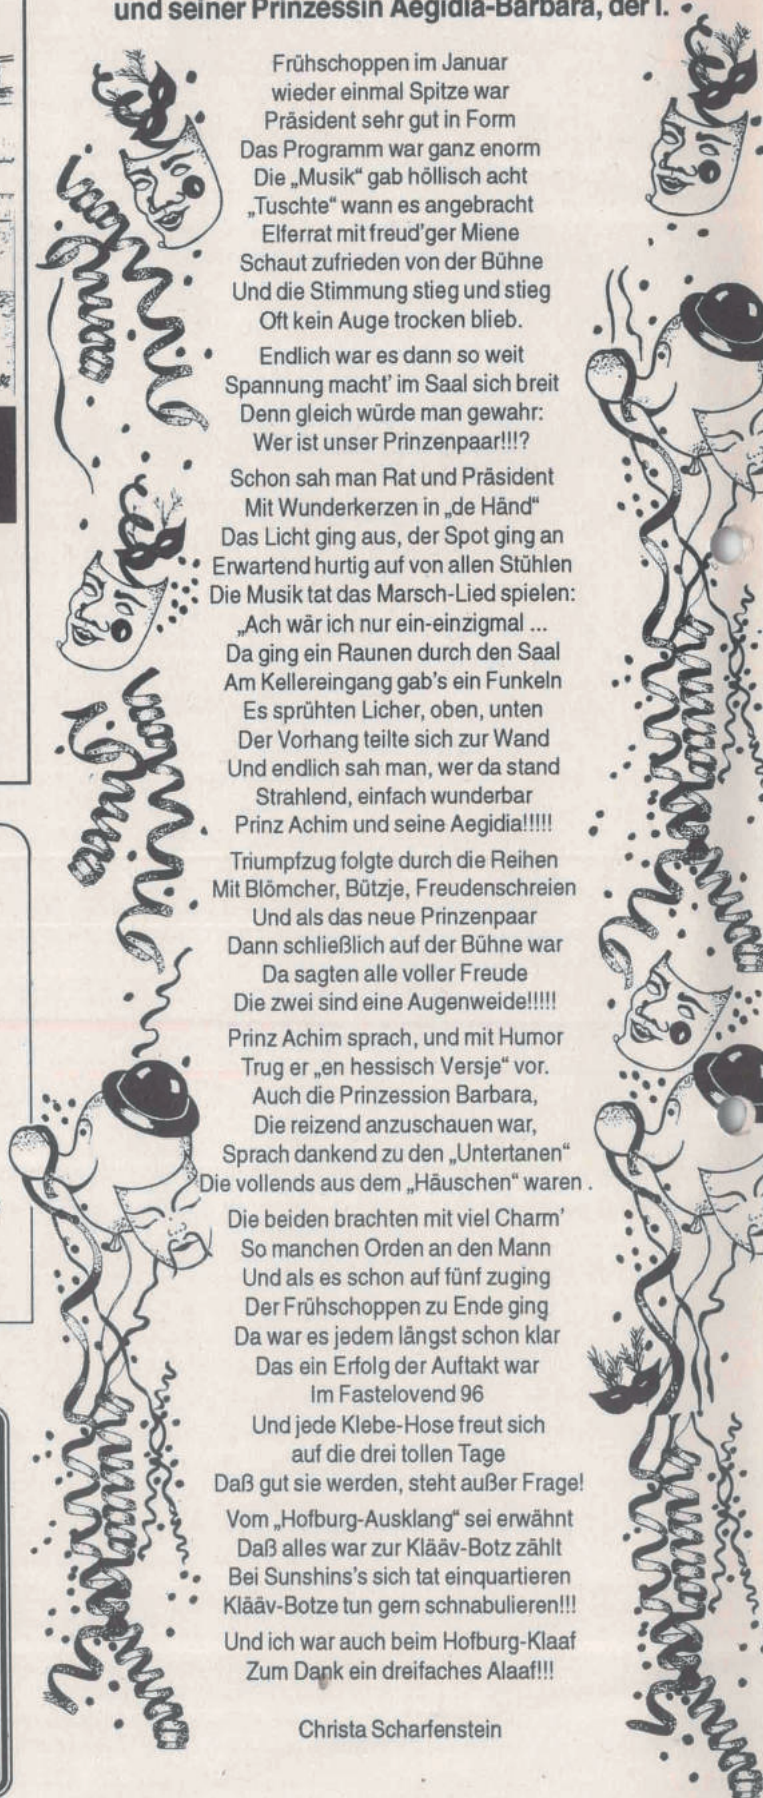 und seiner Prinzessin Aegidia-Barbara, der I.
Frühschoppen im Januar
wieder einmal Spitze war
Präsident sehr gut in Form
Das Programm war ganz enorm
Die „Musik“ gab höllisch acht
„Tuschte“ wann es angebracht
Elferrat mit freud'ger Miene
Schaut zufrieden von der Bühne
Und die Stimmung stieg und stieg
Oft kein Auge trocken blieb.
Endlich war es dann so weit
Spannung macht' im Saal sich breit
Denn gleich würde man gewahr:
Wer ist unser Prinzenpaar!!!?
Schon sah man Rat und Präsident
Mit Wunderkerzen in „de Händ“
Das Licht ging aus, der Spot ging an
Erwartend hurtig auf von allen Stühlen
Die Musik tat das Marsch-Lied spielen:
„Ach wär ich nur ein-einzigmal ...
Da ging ein Raunen durch den Saal
Am Kellereingang gab's ein Funkeln
Es sprühten Licher, oben, unten
Der Vorhang teilte sich zur Wand
Und endlich sah man, wer da stand
Strahlend, einfach wunderbar
Prinz Achim und seine Aegidia!!!!!
Triumpfzug folgte durch die Reihen
Mit Blömcher, Bützje, Freudenschreien
Und als das neue Prinzenpaar
Dann schließlich auf der Bühne war
Da sagten alle voller Freude
Die zwei sind eine Augenweide!!!!!
Prinz Achim sprach, und mit Humor
Trug er „en hessisch Versje“ vor.
Auch die Prinzession Barbara,
Die reizend anzuschauen war,
Sprach dankend zu den „Untertanen“
Die vollends aus dem „Häuschen“ waren .
Die beiden brachten mit viel Charm'
So manchen Orden an den Mann
Und als es schon auf fünf zuging
Der Frühschoppen zu Ende ging
Da war es jedem längst schon klar
Das ein Erfolg der Auftakt war
Im Fastelovend 96
Und jede Klebe-Hose freut sich
auf die drei tollen Tage
Daß gut sie werden, steht außer Frage!
Vom „Hofburg-Ausklang“ sei erwähnt
Daß alles war zur Klääv-Botz zählt
Bei Sunshins's sich tat einquartieren
Klääv-Botze tun gern schnabulieren!!!
Und ich war auch beim Hofburg-Klaaf
Zum Dank ein dreifaches Alaaf!!!
Christa Scharfenstein